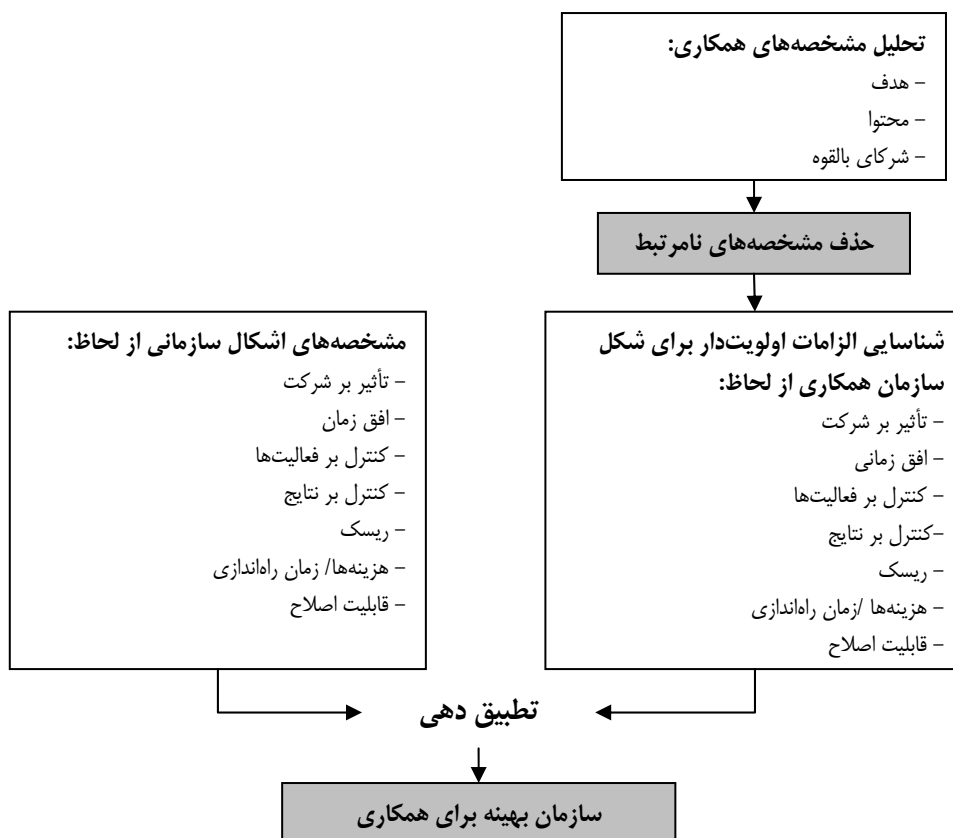 تحلیل مشخصه‌های همکاری:
- هدف
- محتوا
- شرکای بالقوه
حذف مشخصه‌های نامرتبط
شناسایی الزامات اولویت‌دار برای شکل
سازمان همکاری از لحاظ:
- تأثیر بر شرکت
- افق زمانی
- کنترل بر فعالیت‌ها
-کنترل بر نتایج
- ریسک
- هزینه‌ها /زمان راه‌اندازی
- قابلیت اصلاح
مشخصه‌های اشکال سازمانی از لحاظ:
- تأثیر بر شرکت
- افق زمان
- کنترل بر فعالیت‌ها
- کنترل بر نتایج
- ریسک
- هزینه‌ها/ زمان راه‌اندازی
- قابلیت اصلاح
تطبیق دهی
سازمان بهینه برای همکاری